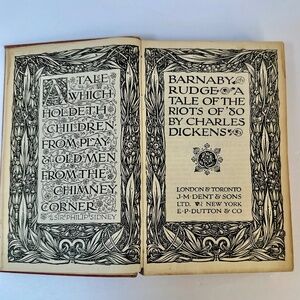 A TALE
WHICH
HOLDETH
CHILDREN
FROM PLAY
& OLD MEN
FROM THE
CHIMNEY
CORNER
SIR PHILIP SIDNEY
BARNABY
RUDGE A
TALE OF THE
RIOTS OF '80
BY CHARLES
DICKENS
LONDON & TORONTO
J·M·DENT & SONS
LTD. NEW YORK
E·P·DUTTON & CO